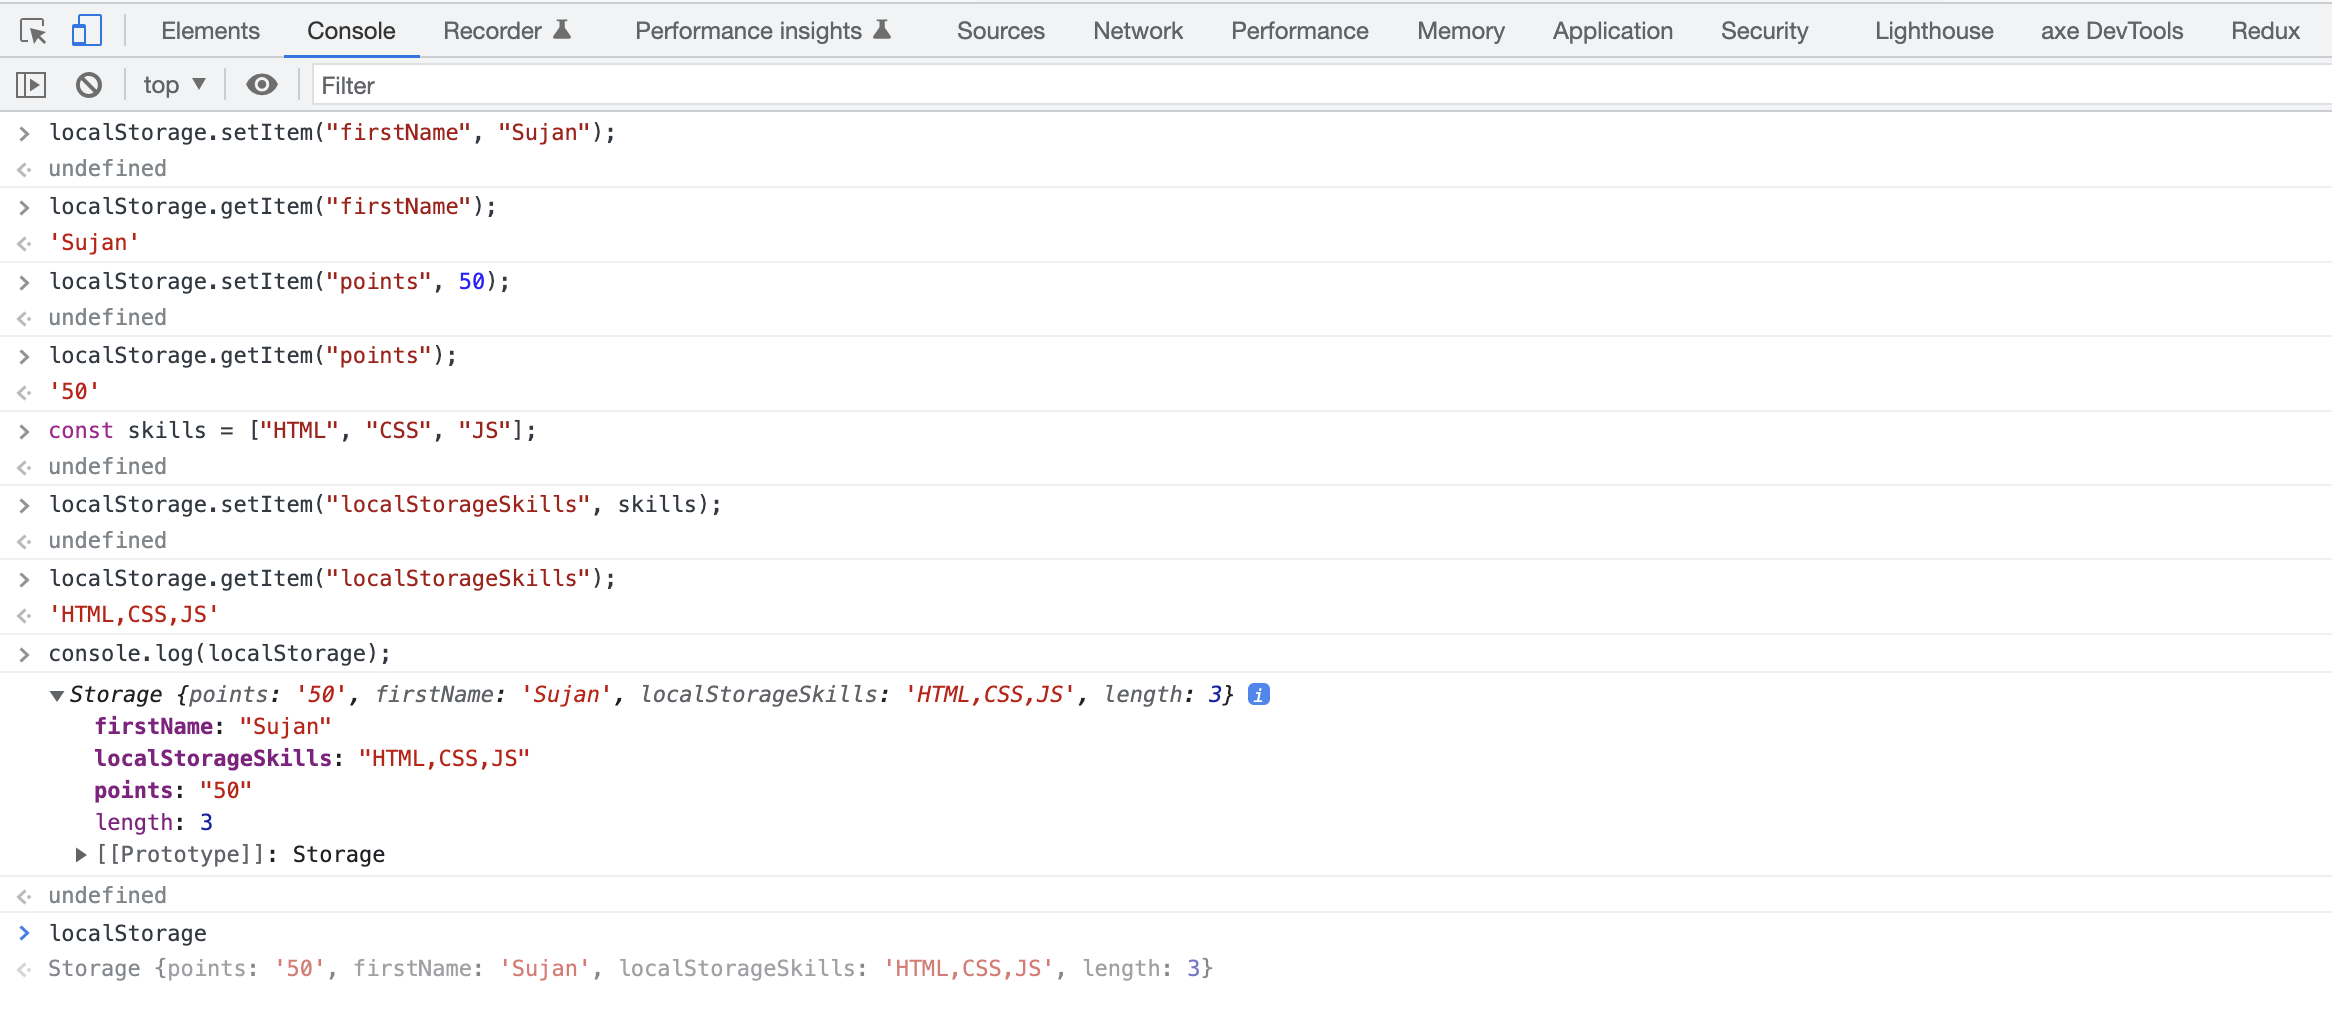 Elements Console Recorder Performance insights Sources Network Performance Memory Application Security Lighthouse axe DevTools Redux
top Filter
localStorage.setItem("firstName", "Sujan");
undefined
localStorage.getItem("firstName");
'Sujan'
localStorage.setItem("points", 50);
undefined
localStorage.getItem("points");
'50'
const skills = ["HTML", "CSS", "JS"];
undefined
localStorage.setItem("localStorageSkills", skills);
undefined
localStorage.getItem("localStorageSkills");
'HTML,CSS,JS'
console.log(localStorage);
Storage {points: '50', firstName: 'Sujan', localStorageSkills: 'HTML,CSS,JS', length: 3} i
firstName: "Sujan"
localStorageSkills: "HTML,CSS,JS"
points: "50"
length: 3
[[Prototype]]: Storage
undefined
localStorage
Storage {points: '50', firstName: 'Sujan', localStorageSkills: 'HTML,CSS,JS', length: 3}